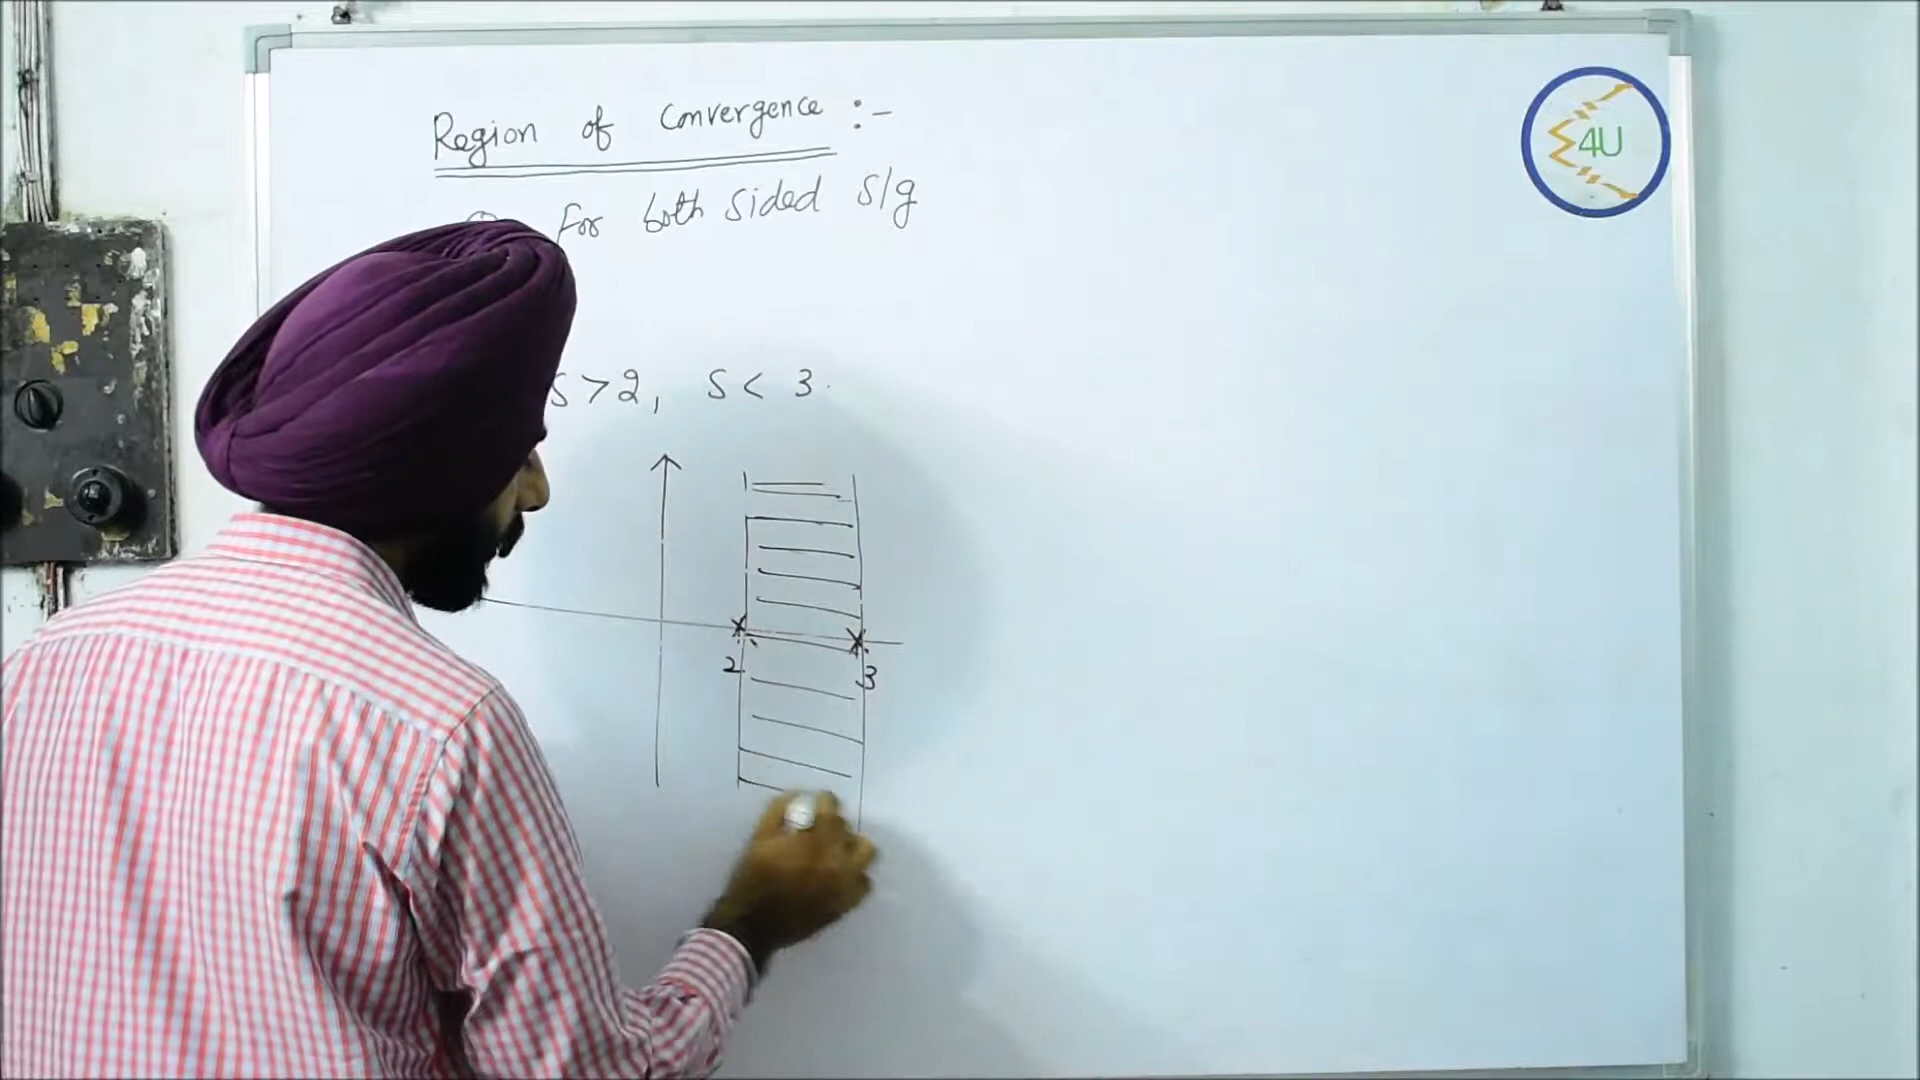 Region of Convergence :-
For both sided s/g
S > 2, S < 3
2 3
4U